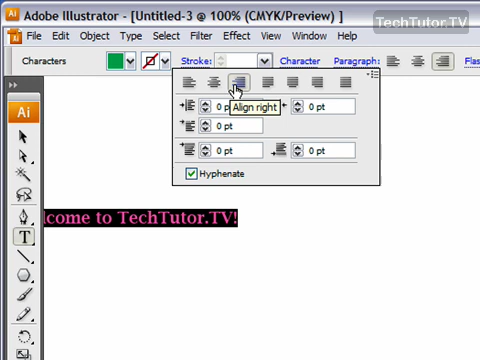 Adobe Illustrator - [Untitled-3 @ 100% (CMYK/Preview) ]
TechTutor.TV
File Edit Object Type Select Filter Effect View Window Help
Characters Stroke: Character Paragraph:
0 pt
Align right
0 pt
0 pt
0 pt
0 pt
Hyphenate
Ai
lcome to TechTutor.TV!
T